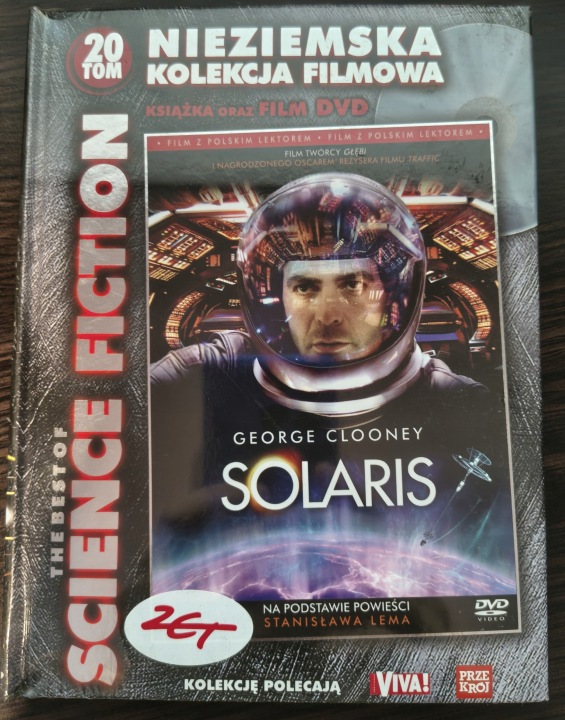 20
TOM
NIEZIEMSKA
KOLEKCJA FILMOWA
KSIĄŻKA ORAZ FILM DVD
THE BEST OF
SCIENCE FICTION
• FILM Z POLSKIM LEKTOREM • FILM Z POLSKIM LEKTOREM •
FILM TWÓRCY GŁĘBI
I NAGRODZONEGO OSCAREM® REŻYSERA FILMU TRAFFIC
GEORGE CLOONEY
SOLARIS
NA PODSTAWIE POWIEŚCI
STANISŁAWA LEMA
DVD
VIDEO
KOLEKCJĘ POLECAJĄ
VIVA!
PRZE
KRÓJ